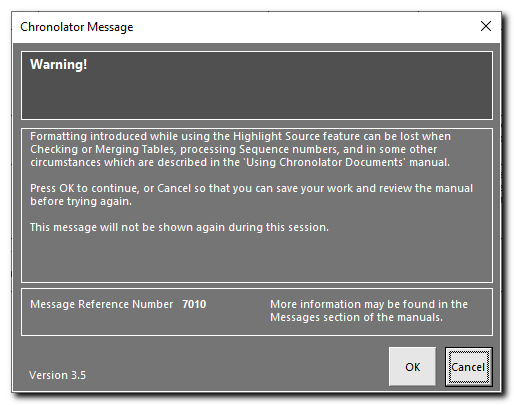 Chronolator Message
Warning!
Formatting introduced while using the Highlight Source feature can be lost when
Checking or Merging Tables, processing Sequence numbers, and in some other
circumstances which are described in the 'Using Chronolator Documents' manual.
Press OK to continue, or Cancel so that you can save your work and review the manual
before trying again.
This message will not be shown again during this session.
Message Reference Number 7010
More information may be found in the
Messages section of the manuals.
Version 3.5
OK
Cancel